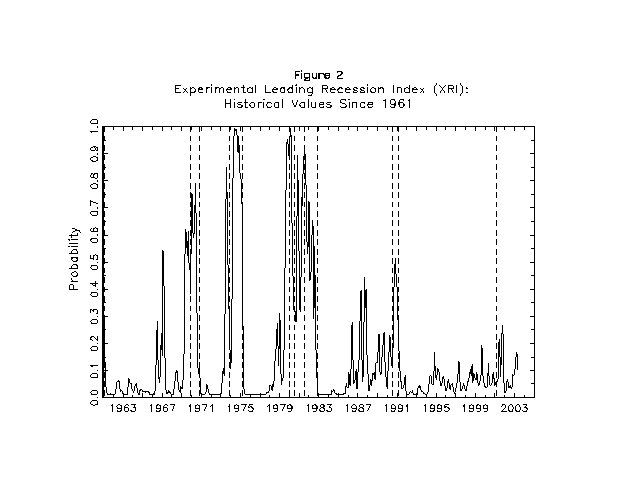 Figure 2
Experimental Leading Recession Index (XRI):
Historical Values Since 1961
Probability
1.0
0.9
0.8
0.7
0.6
0.5
0.4
0.3
0.2
0.1
0.0
1963 1967 1971 1975 1979 1983 1987 1991 1995 1999 2003